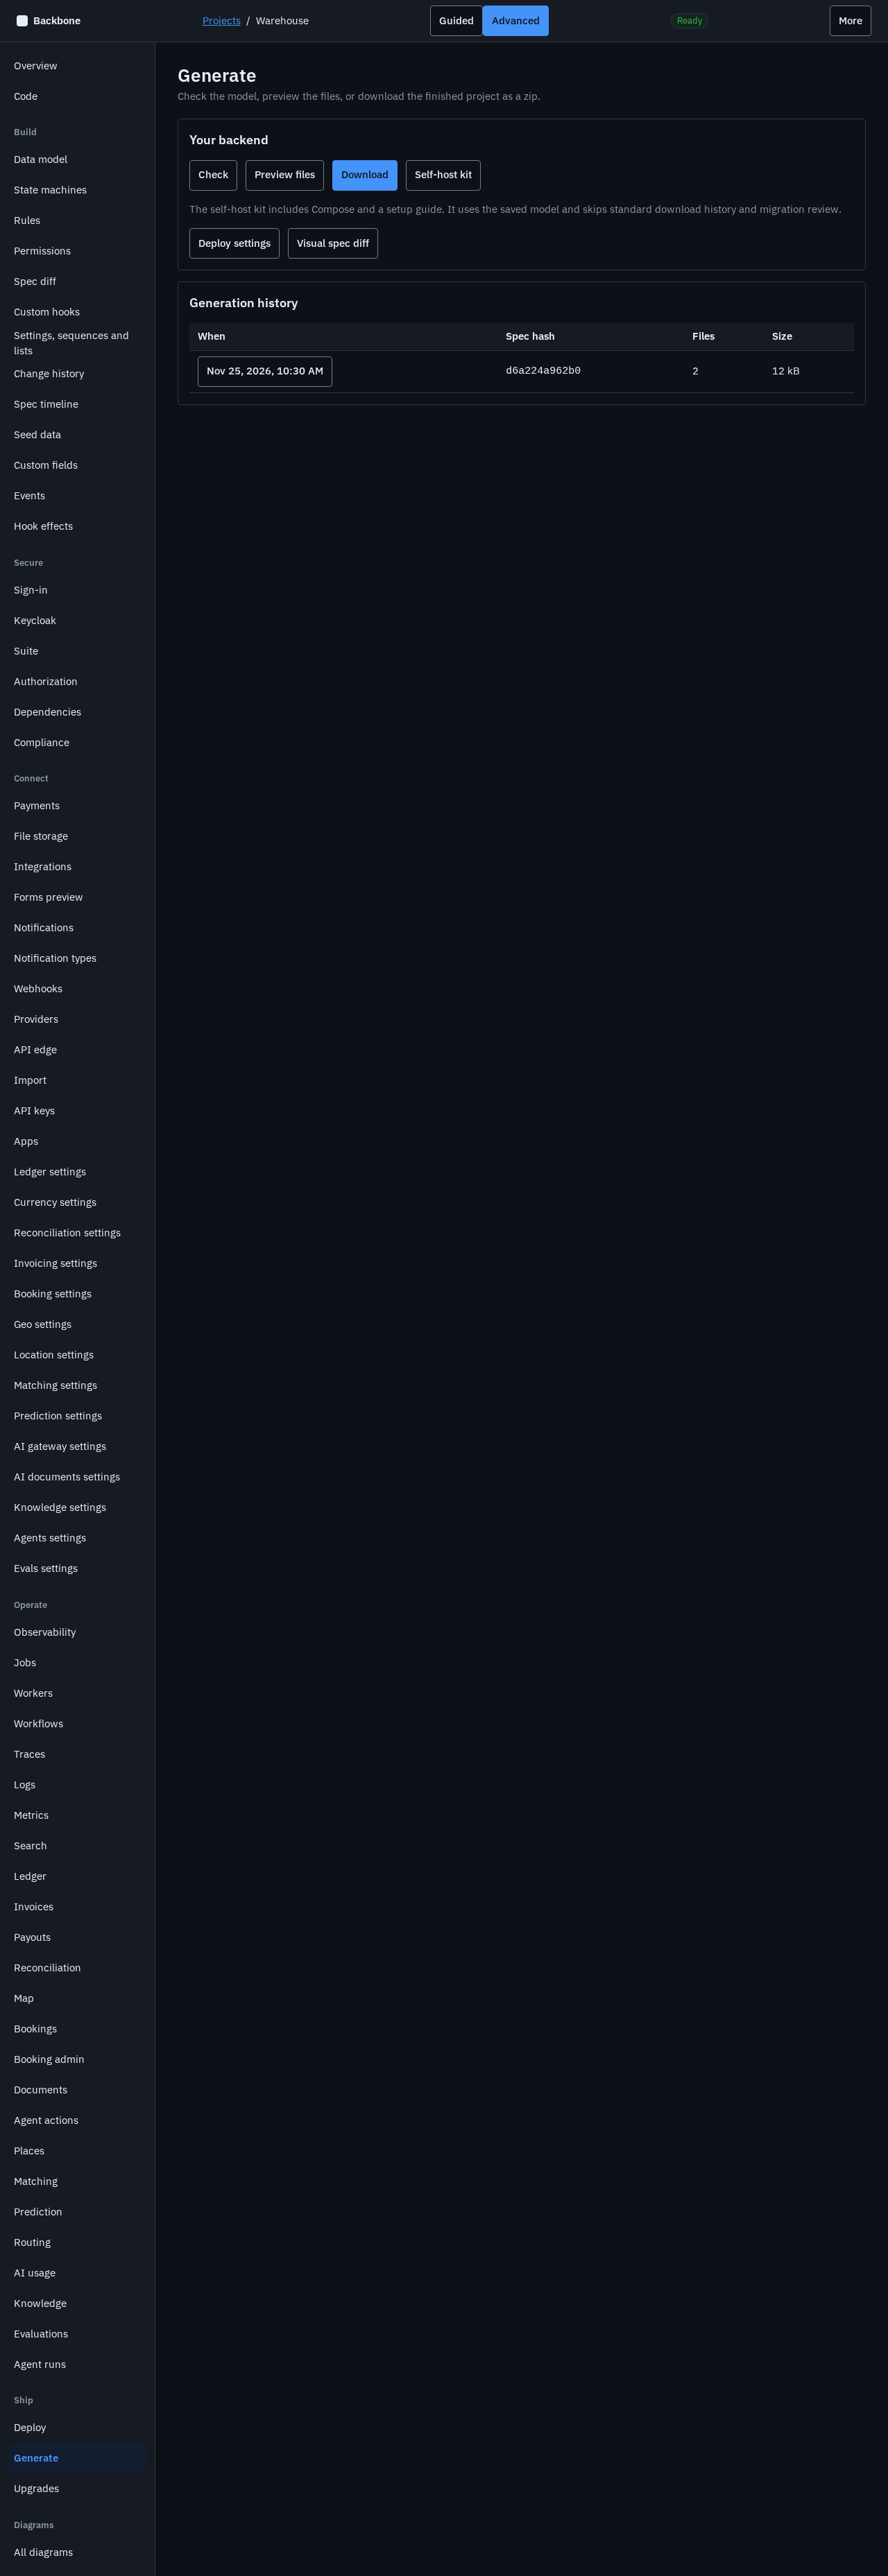 Backbone
Projects / Warehouse
Guided
Advanced
Ready
More
Overview
Code
Build
Data model
State machines
Rules
Permissions
Spec diff
Custom hooks
Settings, sequences and
lists
Change history
Spec timeline
Seed data
Custom fields
Events
Hook effects
Secure
Sign-in
Keycloak
Suite
Authorization
Dependencies
Compliance
Connect
Payments
File storage
Integrations
Forms preview
Notifications
Notification types
Webhooks
Providers
API edge
Import
API keys
Apps
Ledger settings
Currency settings
Reconciliation settings
Invoicing settings
Booking settings
Geo settings
Location settings
Matching settings
Prediction settings
AI gateway settings
AI documents settings
Knowledge settings
Agents settings
Evals settings
Operate
Observability
Jobs
Workers
Workflows
Traces
Logs
Metrics
Search
Ledger
Invoices
Payouts
Reconciliation
Map
Bookings
Booking admin
Documents
Agent actions
Places
Matching
Prediction
Routing
AI usage
Knowledge
Evaluations
Agent runs
Ship
Deploy
Generate
Upgrades
Diagrams
All diagrams
Generate
Check the model, preview the files, or download the finished project as a zip.
Your backend
Check
Preview files
Download
Self-host kit
The self-host kit includes Compose and a setup guide. It uses the saved model and skips standard download history and migration review.
Deploy settings
Visual spec diff
Generation history
When Spec hash Files Size
Nov 25, 2026, 10:30 AM d6a224a962b0 2 12 kB